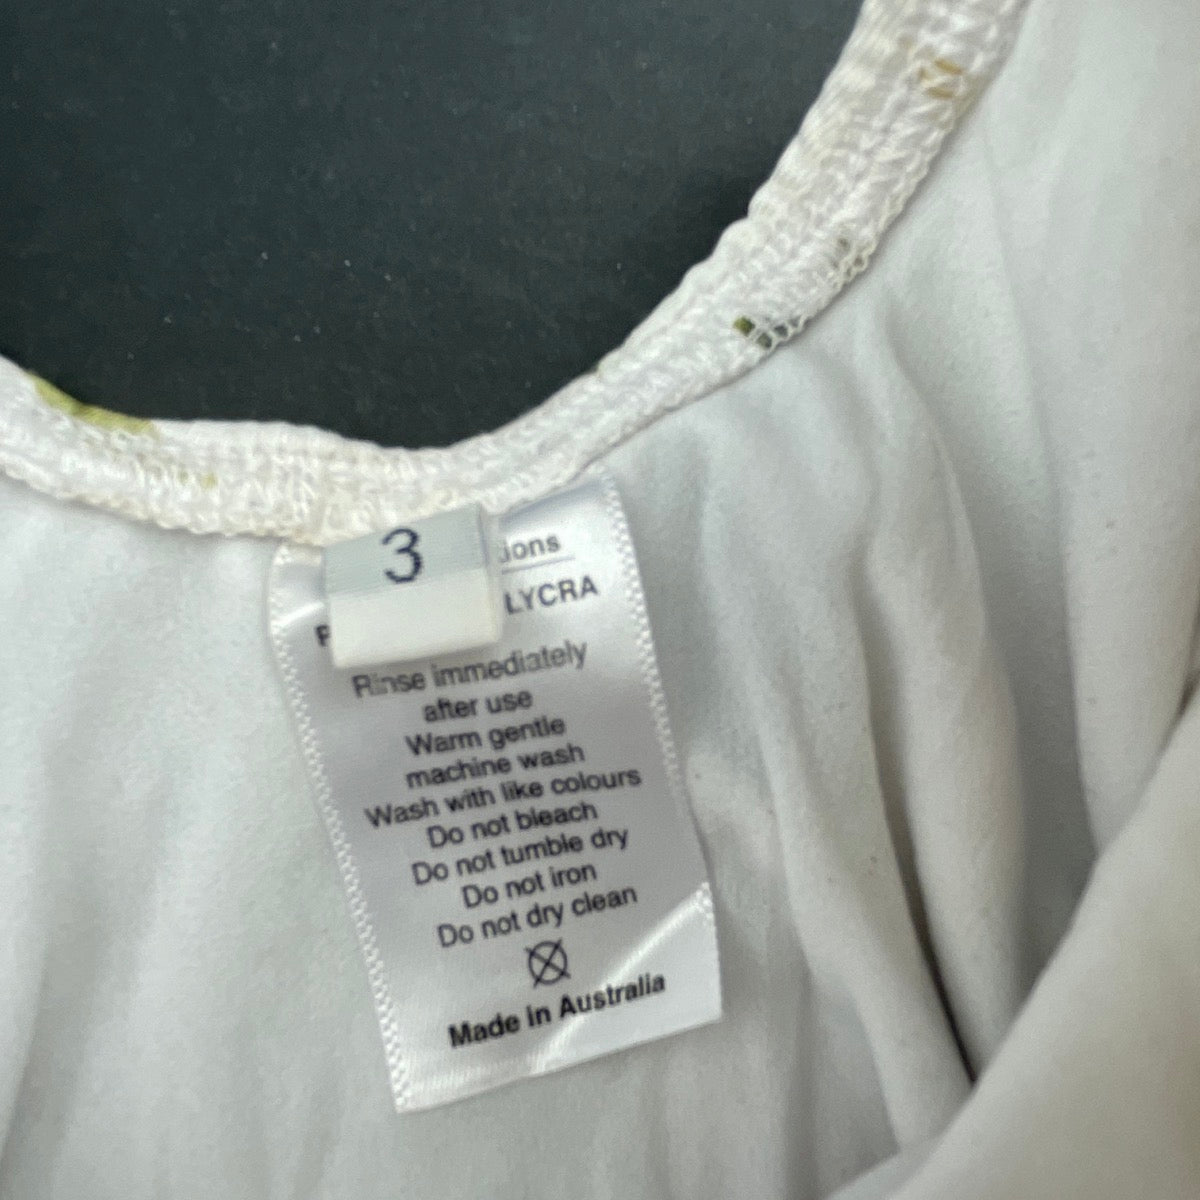 3
LYCRA
Rinse immediately
after use
Warm gentle
machine wash
Wash with like colours
Do not bleach
Do not tumble dry
Do not iron
Do not dry clean
Made in Australia